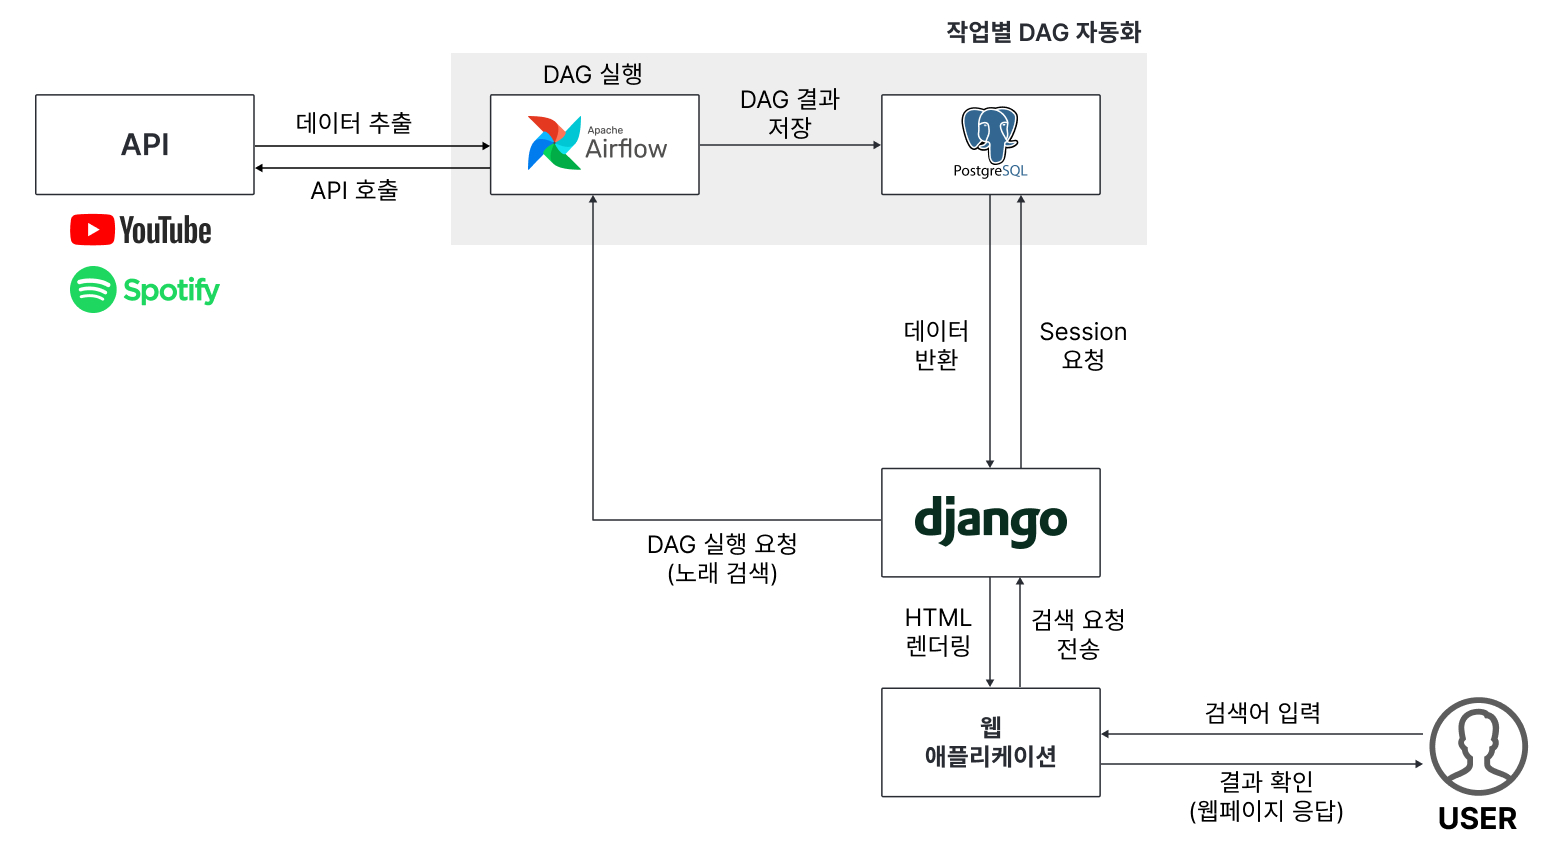 작업별 DAG 자동화
DAG 실행
API
데이터 추출
API 호출
Apache
Airflow
DAG 결과
저장
PostgreSQL
YouTube
Spotify
데이터
반환
Session
요청
django
DAG 실행 요청
(노래 검색)
HTML
렌더링
검색 요청
전송
웹
애플리케이션
검색어 입력
결과 확인
(웹페이지 응답)
USER